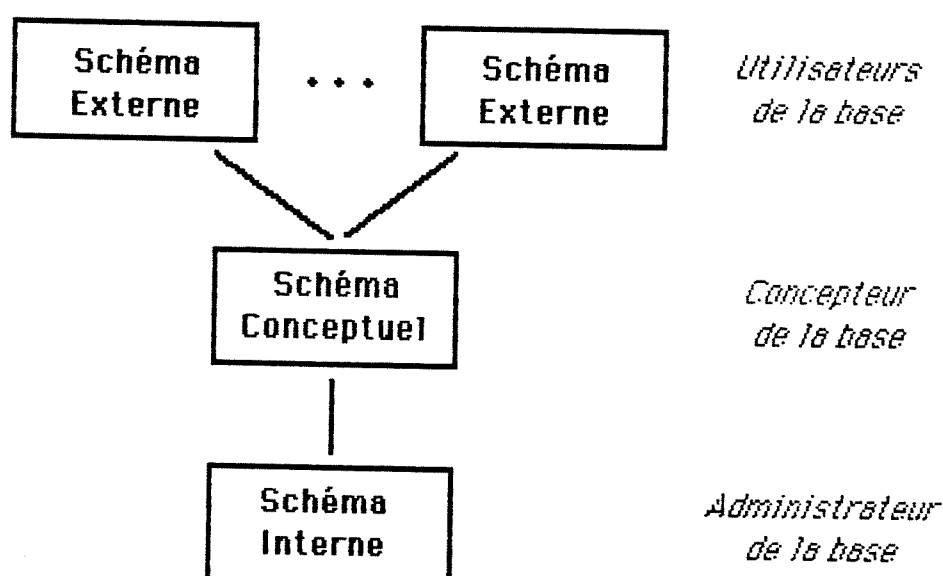 Schéma
Externe
• • •
Schéma
Externe
Utilisateurs
de la base
Schéma
Conceptuel
Concepteur
de la base
Schéma
Interne
Administrateur
de la base